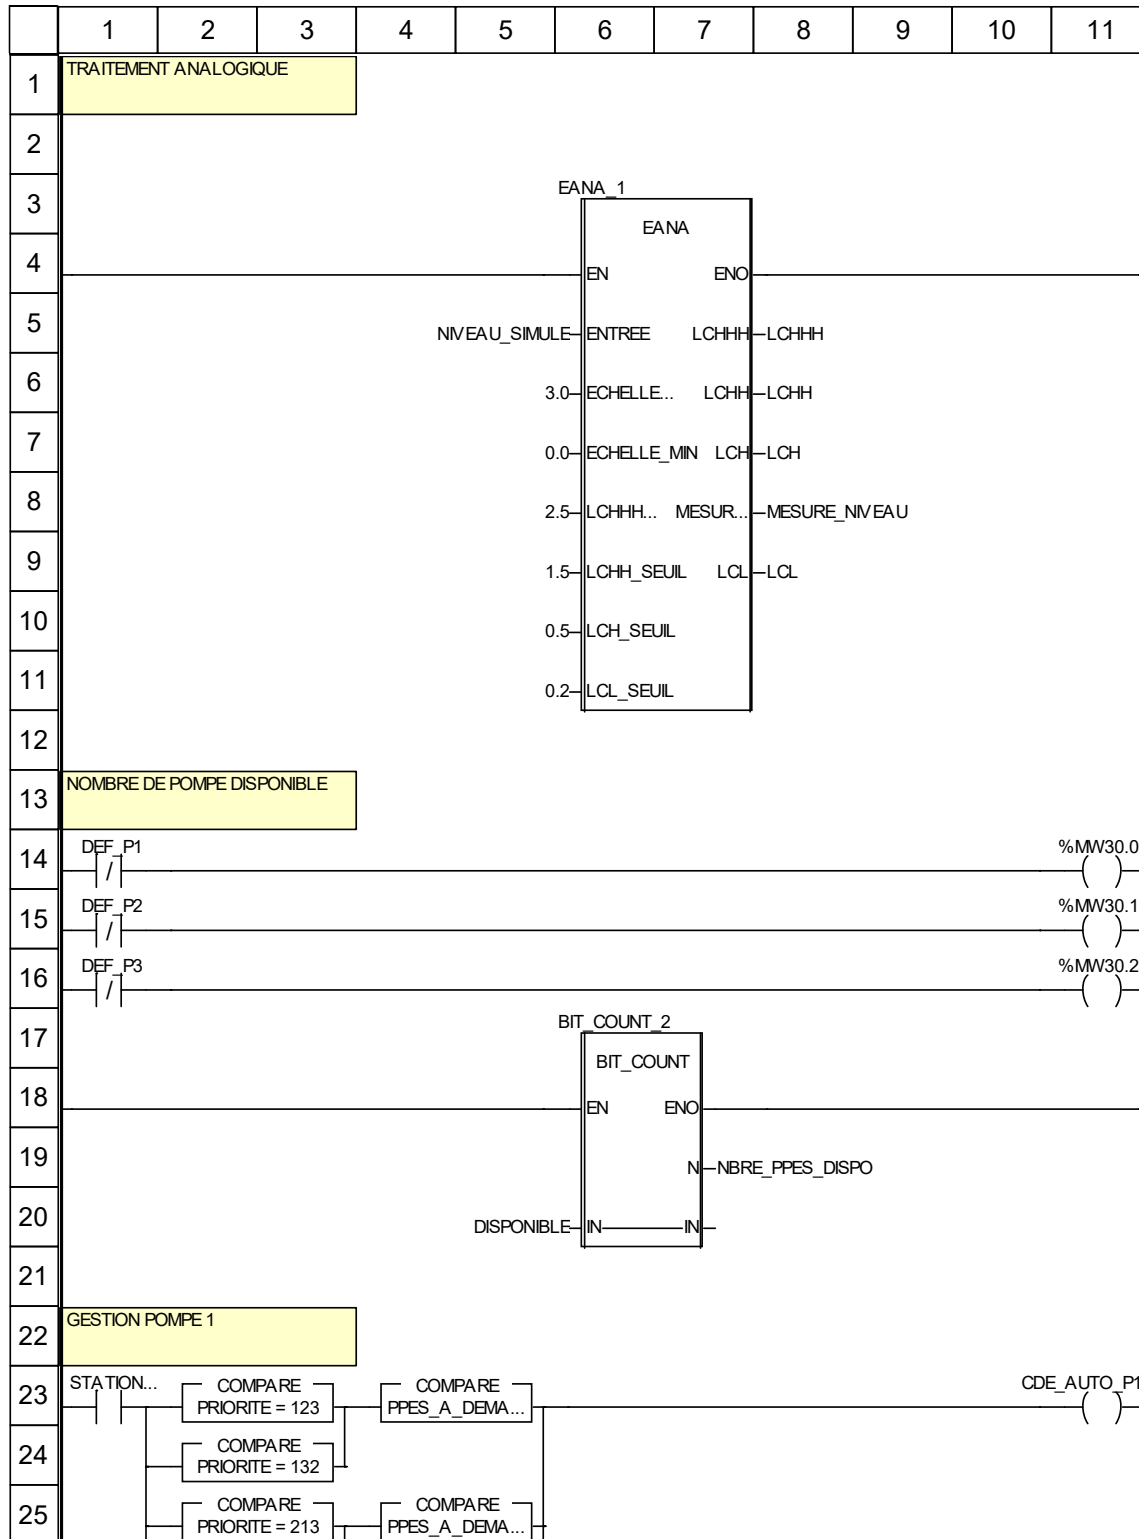 1 2 3 4 5 6 7 8 9 10 11
1 TRAITEMENT ANALOGIQUE
2
3 EANA_1
EANA
4 EN ENO
5 NIVEAU_SIMULE ENTREE LCHHH LCHHH
6 3.0 ECHELLE... LCHH LCHH
7 0.0 ECHELLE_MIN LCH LCH
8 2.5 LCHHH... MESUR... MESURE_NIVEAU
9 1.5 LCHH_SEUIL LCL LCL
10 0.5 LCH_SEUIL
11 0.2 LCL_SEUIL
12
13 NOMBRE DE POMPE DISPONIBLE
14 DEF_P1 / %MW30.0
15 DEF_P2 / %MW30.1
16 DEF_P3 / %MW30.2
17 BIT_COUNT_2
BIT_COUNT
18 EN ENO
19 N NBRE_PPES_DISPO
20 DISPONIBLE IN IN
21
22 GESTION POMPE 1
23 STATION... COMPARE COMPARE CDE_AUTO_P1
PRIORITE = 123 PPES_A_DEMA...
24 COMPARE
PRIORITE = 132
25 COMPARE COMPARE
PRIORITE = 213 PPES_A_DEMA...